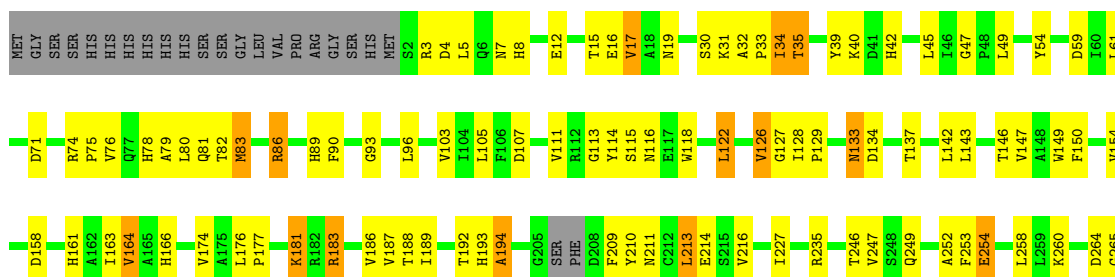 MET GLY SER SER HIS HIS HIS HIS HIS HIS SER SER GLY LEU VAL PRO ARG GLY SER HIS MET S2 R3 D4 L5 Q6 N7 H8 E12 T15 E16 V17 A18 N19 S30 K31 A32 P33 I34 T35 Y39 K40 D41 H42 L45 I46 G47 P48 L49 Y54 D59 I60 L61
D71 R74 P75 V76 Q77 H78 A79 L80 Q81 T82 M83 R86 H89 F90 G93 L96 V103 I104 L105 F106 D107 V111 R112 G113 Y114 S115 N116 E117 W118 L122 V126 G127 I128 P129 N133 D134 T137 L142 L143 T146 V147 A148 W149 F150
D158 H161 A162 I163 V164 A165 H166 V174 A175 L176 P177 K181 R182 R183 V186 V187 T188 I189 T192 H193 A194 G205 SER PHE D208 F209 Y210 N211 C212 L213 E214 S215 V216 I227 R235 T246 V247 S248 Q249 A252 F253 E254 L258 L259 K260 D264